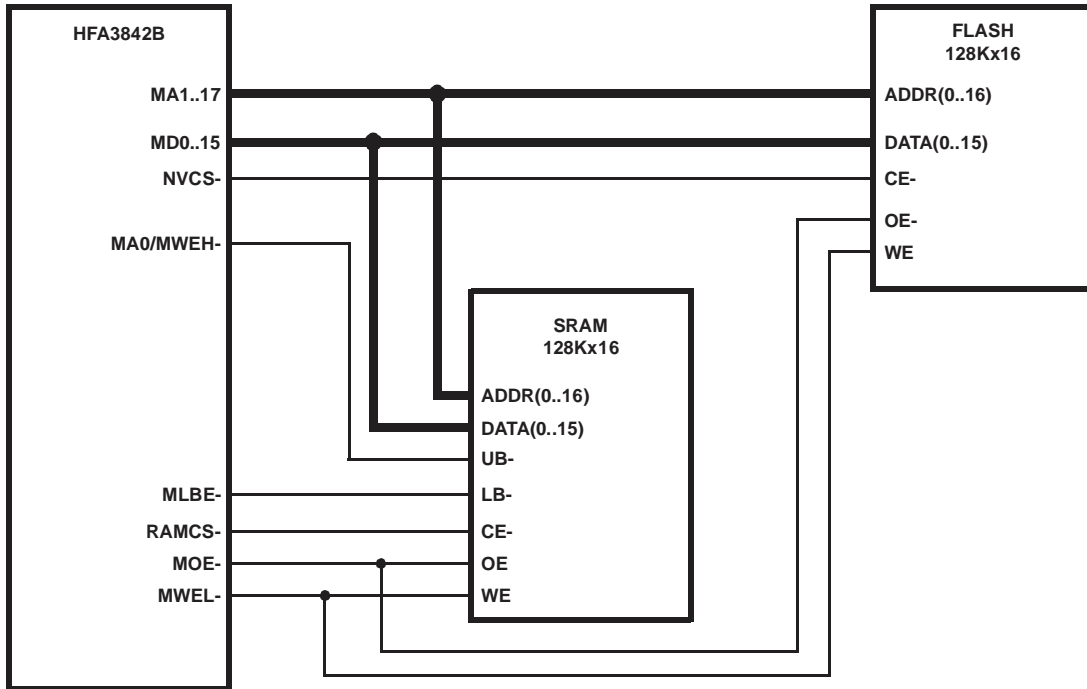 HFA3842B
MA1..17
MD0..15
NVCS-
MA0/MWEH-
MLBE-
RAMCS-
MOE-
MWEL-
SRAM
128Kx16
ADDR(0..16)
DATA(0..15)
UB-
LB-
CE-
OE
WE
FLASH
128Kx16
ADDR(0..16)
DATA(0..15)
CE-
OE-
WE